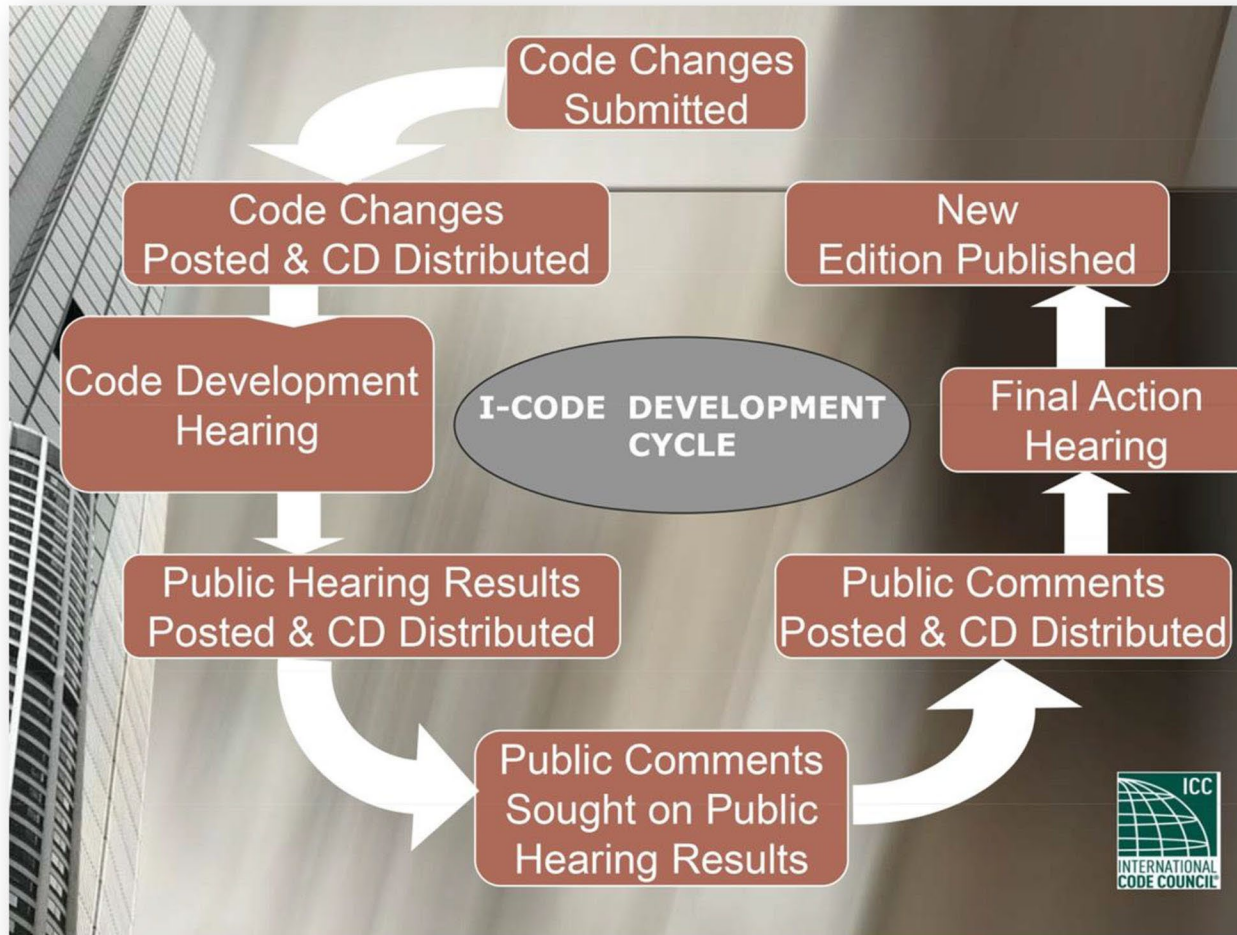 Code Changes
Submitted
Code Changes
Posted & CD Distributed
Code Development
Hearing
Public Hearing Results
Posted & CD Distributed
Public Comments
Sought on Public
Hearing Results
Public Comments
Posted & CD Distributed
Final Action
Hearing
New
Edition Published
I-CODE DEVELOPMENT
CYCLE
ICC
INTERNATIONAL
CODE COUNCIL®